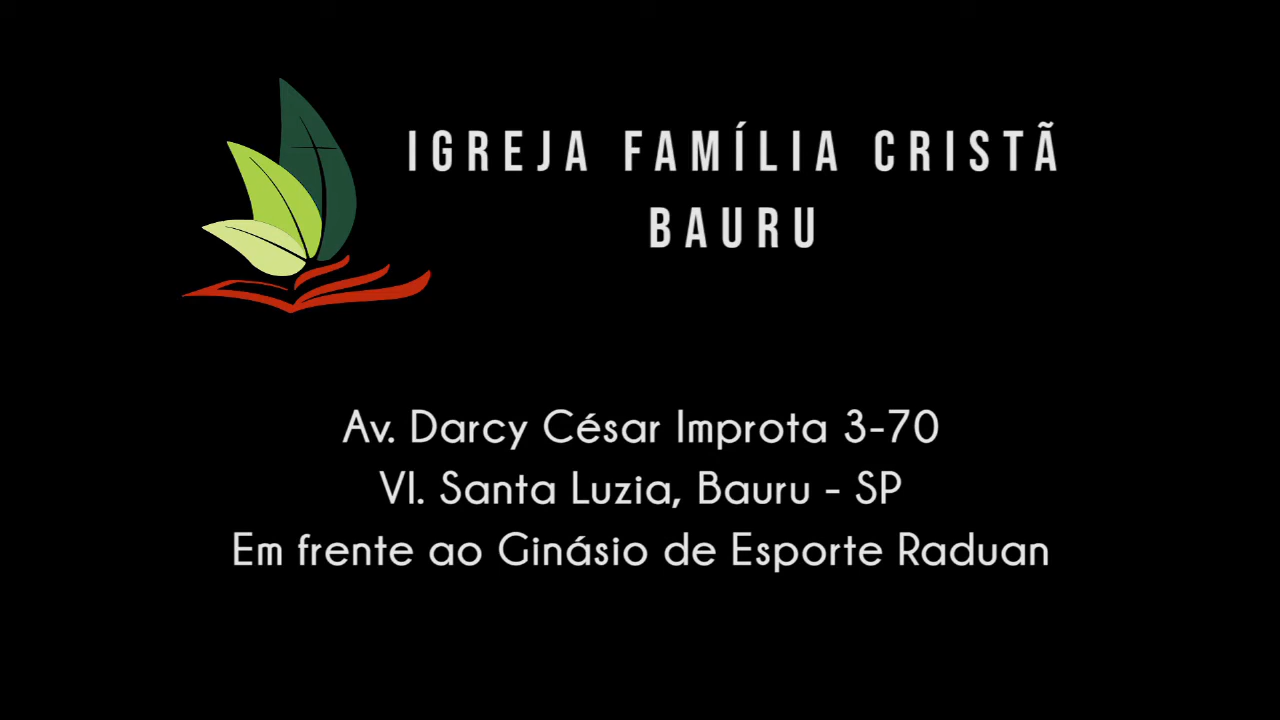 IGREJA FAMÍLIA CRISTÃ
BAURU
Av. Darcy César Improta 3-70
Vl. Santa Luzia, Bauru - SP
Em frente ao Ginásio de Esporte Raduan